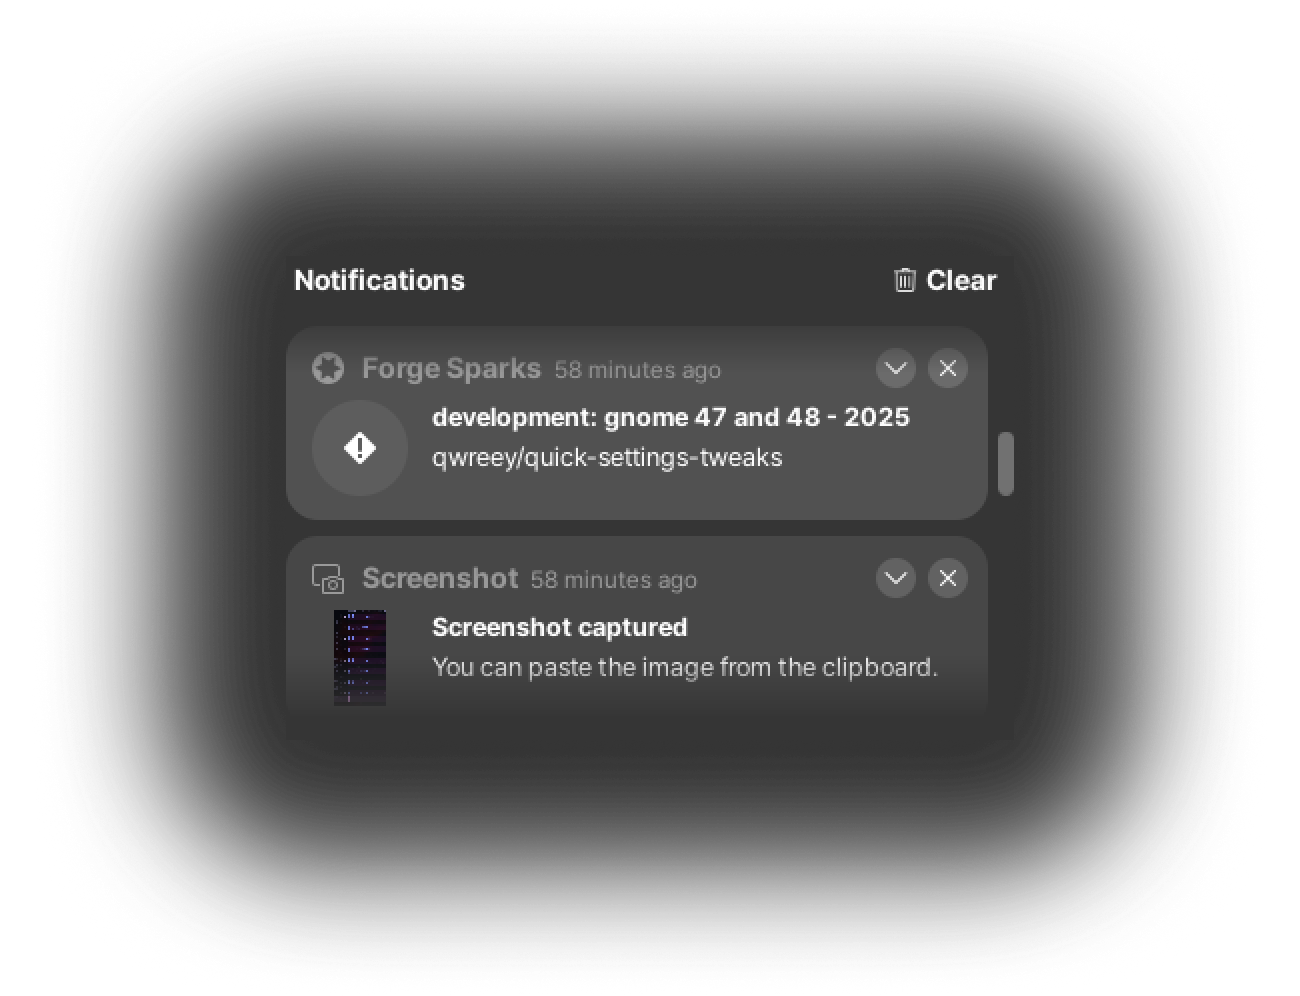 Notifications
Clear
Forge Sparks 58 minutes ago
development: gnome 47 and 48 - 2025
qwreey/quick-settings-tweaks
Screenshot 58 minutes ago
Screenshot captured
You can paste the image from the clipboard.